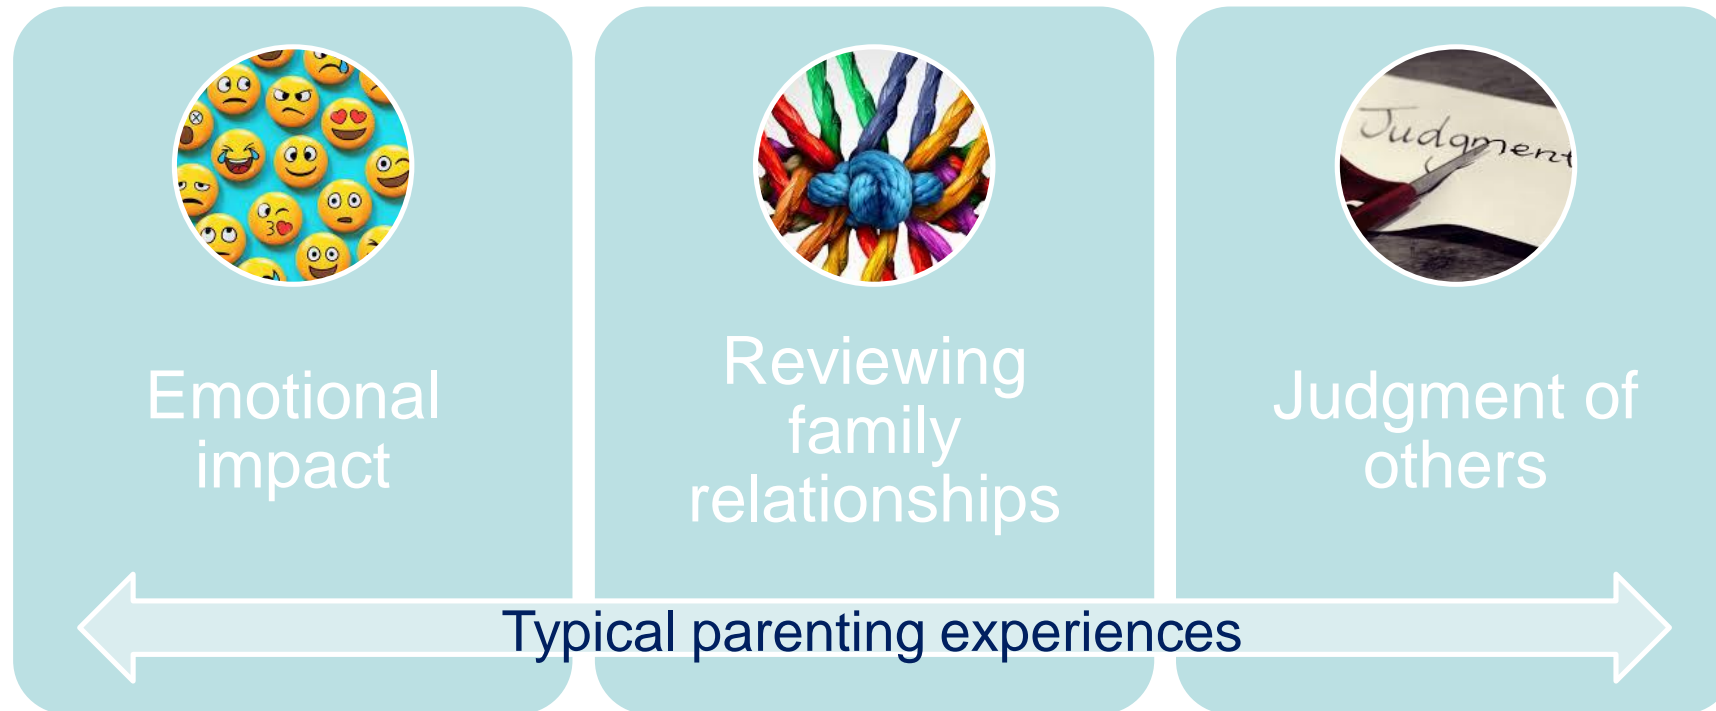 Judgment
Emotional
impact
Reviewing
family
relationships
Judgment of
others
Typical parenting experiences